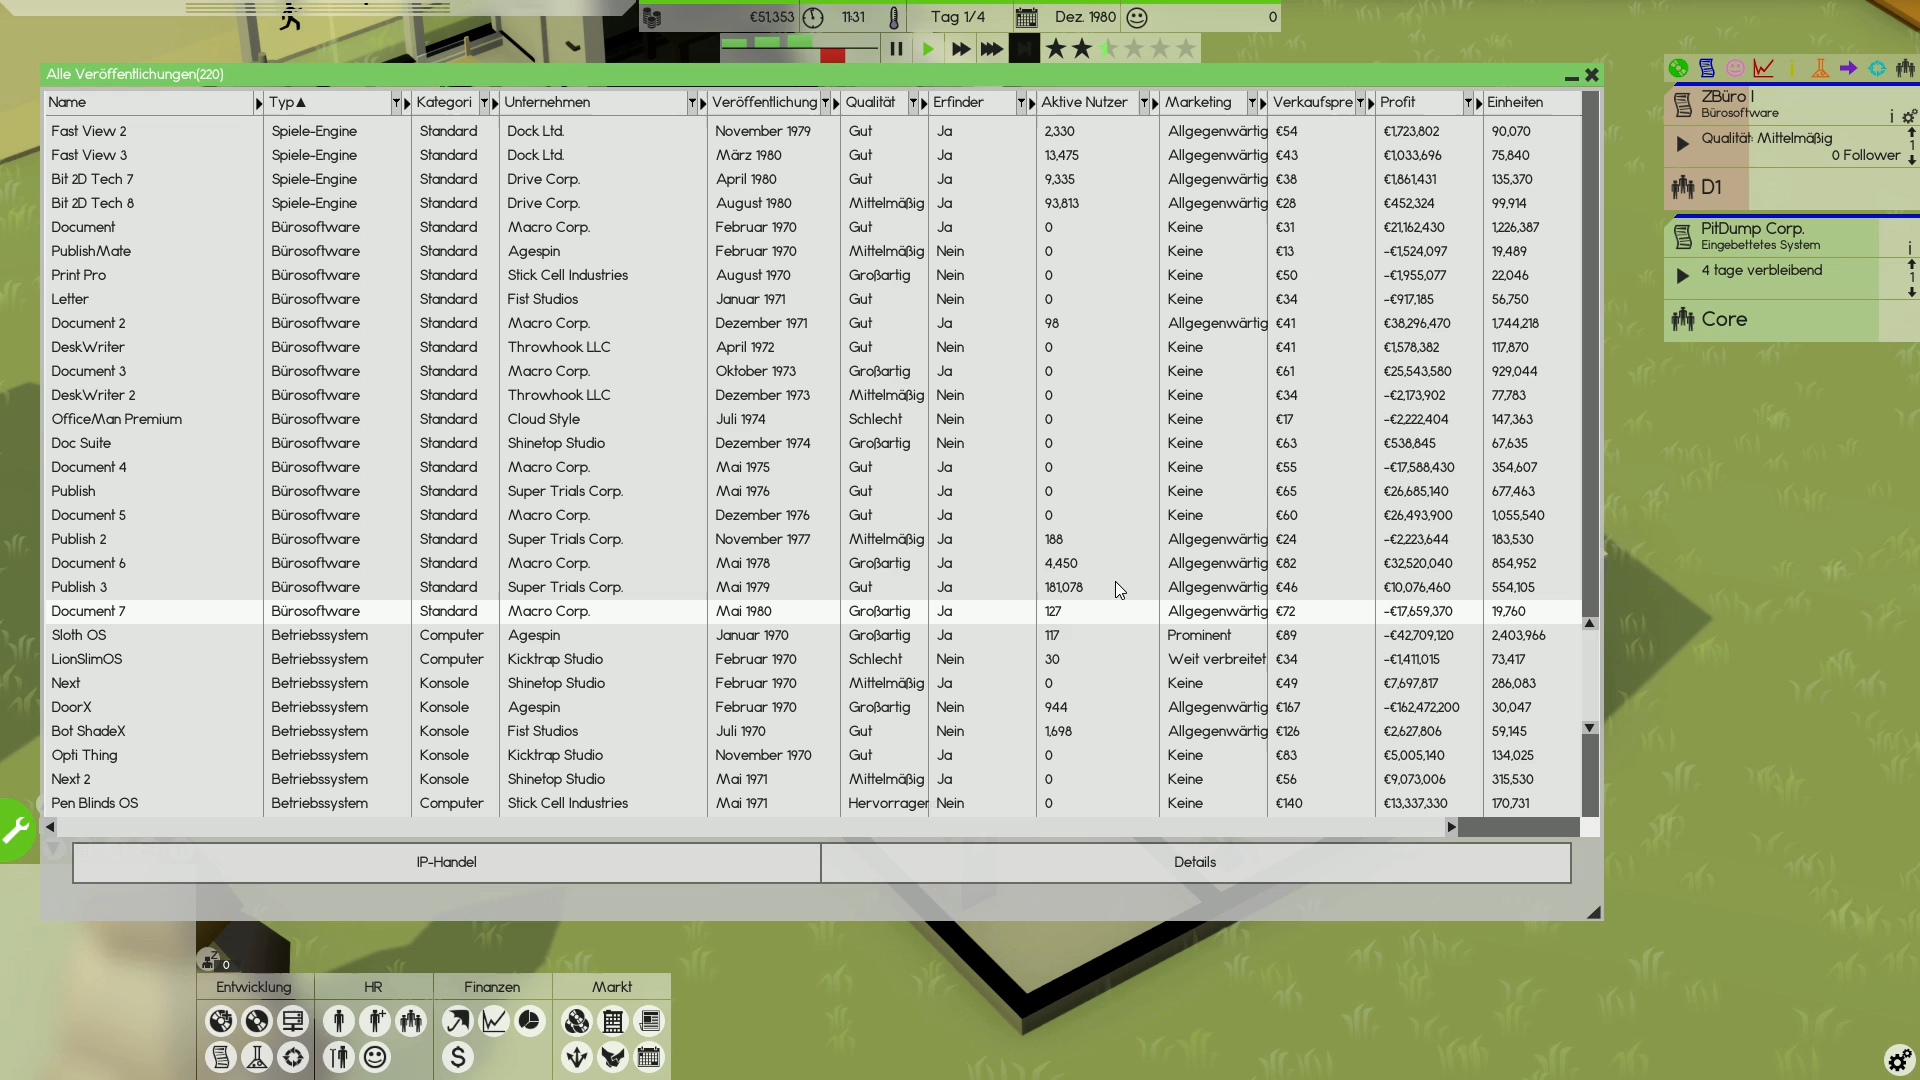 €51,353 11:31 Tag 1/4 Dez. 1980 0
Alle Veröffentlichungen(220)
Name Typ▲ Kategori Unternehmen Veröffentlichung Qualität Erfinder Aktive Nutzer Marketing Verkaufspre Profit Einheiten
Fast View 2 Spiele-Engine Standard Dock Ltd. November 1979 Gut Ja 2,330 Allgegenwärtig €54 €1,723,802 90,070
Fast View 3 Spiele-Engine Standard Dock Ltd. März 1980 Gut Ja 13,475 Allgegenwärtig €43 €1,033,696 75,840
Bit 2D Tech 7 Spiele-Engine Standard Drive Corp. April 1980 Gut Ja 9,335 Allgegenwärtig €38 €1,861,431 135,370
Bit 2D Tech 8 Spiele-Engine Standard Drive Corp. August 1980 Mittelmäßig Ja 93,813 Allgegenwärtig €28 €452,324 99,914
Document Bürosoftware Standard Macro Corp. Februar 1970 Gut Ja 0 Keine €31 €21,162,430 1,226,387
PublishMate Bürosoftware Standard Agespin Februar 1970 Mittelmäßig Nein 0 Keine €13 -€1,524,097 19,489
Print Pro Bürosoftware Standard Stick Cell Industries August 1970 Großartig Nein 0 Keine €50 -€1,955,077 22,046
Letter Bürosoftware Standard Fist Studios Januar 1971 Gut Nein 0 Keine €34 -€917,185 56,750
Document 2 Bürosoftware Standard Macro Corp. Dezember 1971 Gut Ja 98 Allgegenwärtig €41 €38,296,470 1,744,218
DeskWriter Bürosoftware Standard Throwhook LLC April 1972 Gut Nein 0 Keine €41 €1,578,382 117,870
Document 3 Bürosoftware Standard Macro Corp. Oktober 1973 Großartig Ja 0 Keine €61 €25,543,580 929,044
DeskWriter 2 Bürosoftware Standard Throwhook LLC Dezember 1973 Mittelmäßig Nein 0 Keine €34 -€2,173,902 77,783
OfficeMan Premium Bürosoftware Standard Cloud Style Juli 1974 Schlecht Nein 0 Keine €17 -€2,222,404 147,363
Doc Suite Bürosoftware Standard Shinetop Studio Dezember 1974 Großartig Nein 0 Keine €63 €538,845 67,635
Document 4 Bürosoftware Standard Macro Corp. Mai 1975 Gut Ja 0 Keine €55 -€17,588,430 354,607
Publish Bürosoftware Standard Super Trials Corp. Mai 1976 Gut Ja 0 Keine €65 €26,685,140 677,463
Document 5 Bürosoftware Standard Macro Corp. Dezember 1976 Gut Ja 0 Keine €60 €26,493,900 1,055,540
Publish 2 Bürosoftware Standard Super Trials Corp. November 1977 Mittelmäßig Ja 188 Allgegenwärtig €24 -€2,223,644 183,530
Document 6 Bürosoftware Standard Macro Corp. Mai 1978 Großartig Ja 4,450 Allgegenwärtig €82 €32,520,040 854,952
Publish 3 Bürosoftware Standard Super Trials Corp. Mai 1979 Gut Ja 181,078 Allgegenwärtig €46 €10,076,460 554,105
Document 7 Bürosoftware Standard Macro Corp. Mai 1980 Großartig Ja 127 Allgegenwärtig €72 -€17,659,370 19,760
Sloth OS Betriebssystem Computer Agespin Januar 1970 Großartig Ja 117 Prominent €89 -€42,709,120 2,403,966
LionSlimOS Betriebssystem Computer Kicktrap Studio Februar 1970 Schlecht Nein 30 Weit verbreitet €34 -€1,411,015 73,417
Next Betriebssystem Konsole Shinetop Studio Februar 1970 Mittelmäßig Ja 0 Keine €49 €7,697,817 286,083
DoorX Betriebssystem Konsole Agespin Februar 1970 Großartig Nein 944 Allgegenwärtig €167 -€162,472,200 30,047
Bot ShadeX Betriebssystem Konsole Fist Studios Juli 1970 Gut Nein 1,698 Allgegenwärtig €126 €2,627,806 59,145
Opti Thing Betriebssystem Konsole Kicktrap Studio November 1970 Gut Ja 0 Keine €83 €5,005,140 134,025
Next 2 Betriebssystem Konsole Shinetop Studio Mai 1971 Mittelmäßig Ja 0 Keine €56 €9,073,006 315,530
Pen Blinds OS Betriebssystem Computer Stick Cell Industries Mai 1971 Hervorrager Nein 0 Keine €140 €13,337,330 170,731
IP-Handel Details
ZBüro I
Bürosoftware
Qualität: Mittelmäßig
1
0 Follower
D1
PitDump Corp.
Eingebettetes System
4 tage verbleibend
1
Core
Z
0
Entwicklung HR Finanzen Markt